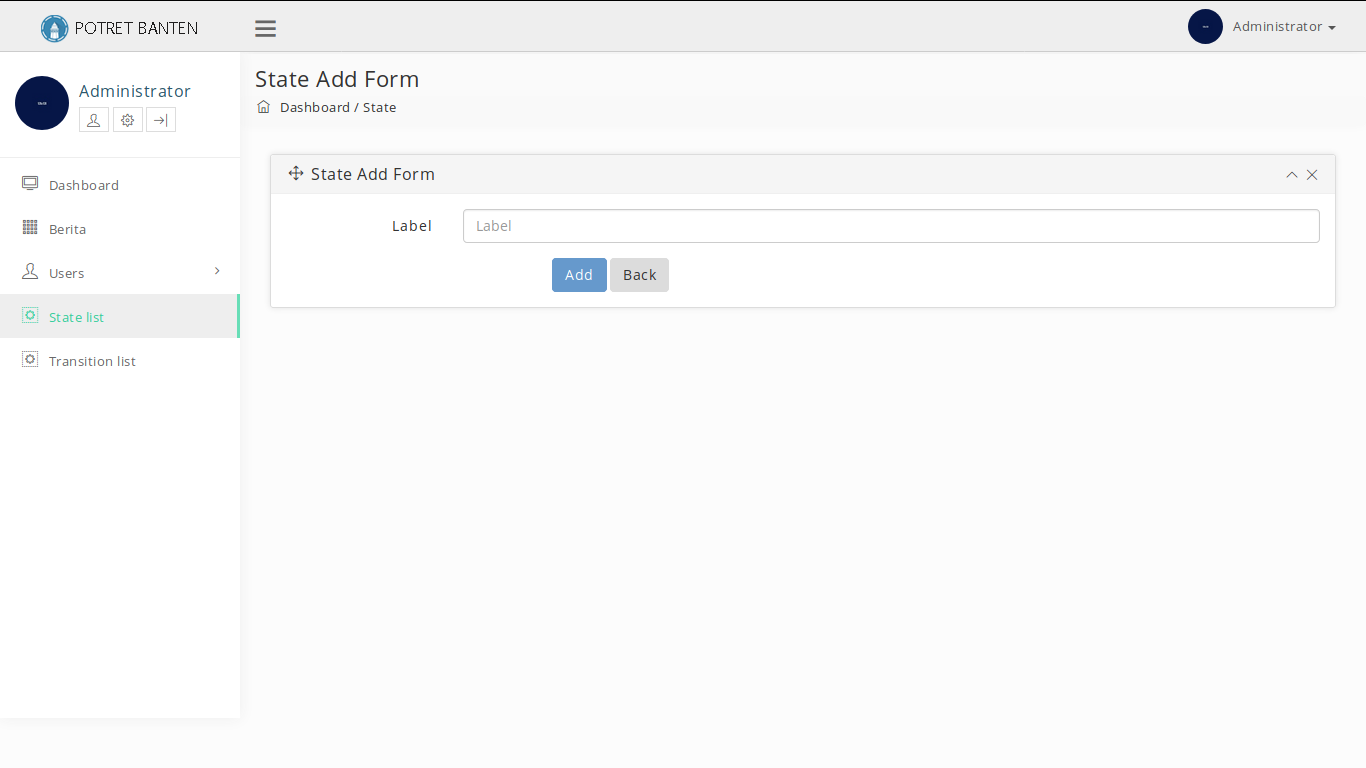 POTRET BANTEN
Administrator
Administrator
Dashboard
Berita
Users
State list
Transition list
State Add Form
Dashboard / State
State Add Form
Label
Label
Add
Back